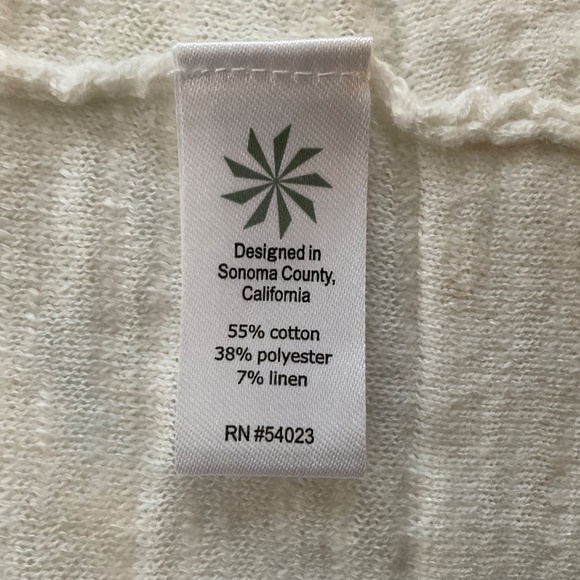 Designed in
Sonoma County,
California
55% cotton
38% polyester
7% linen
RN #54023